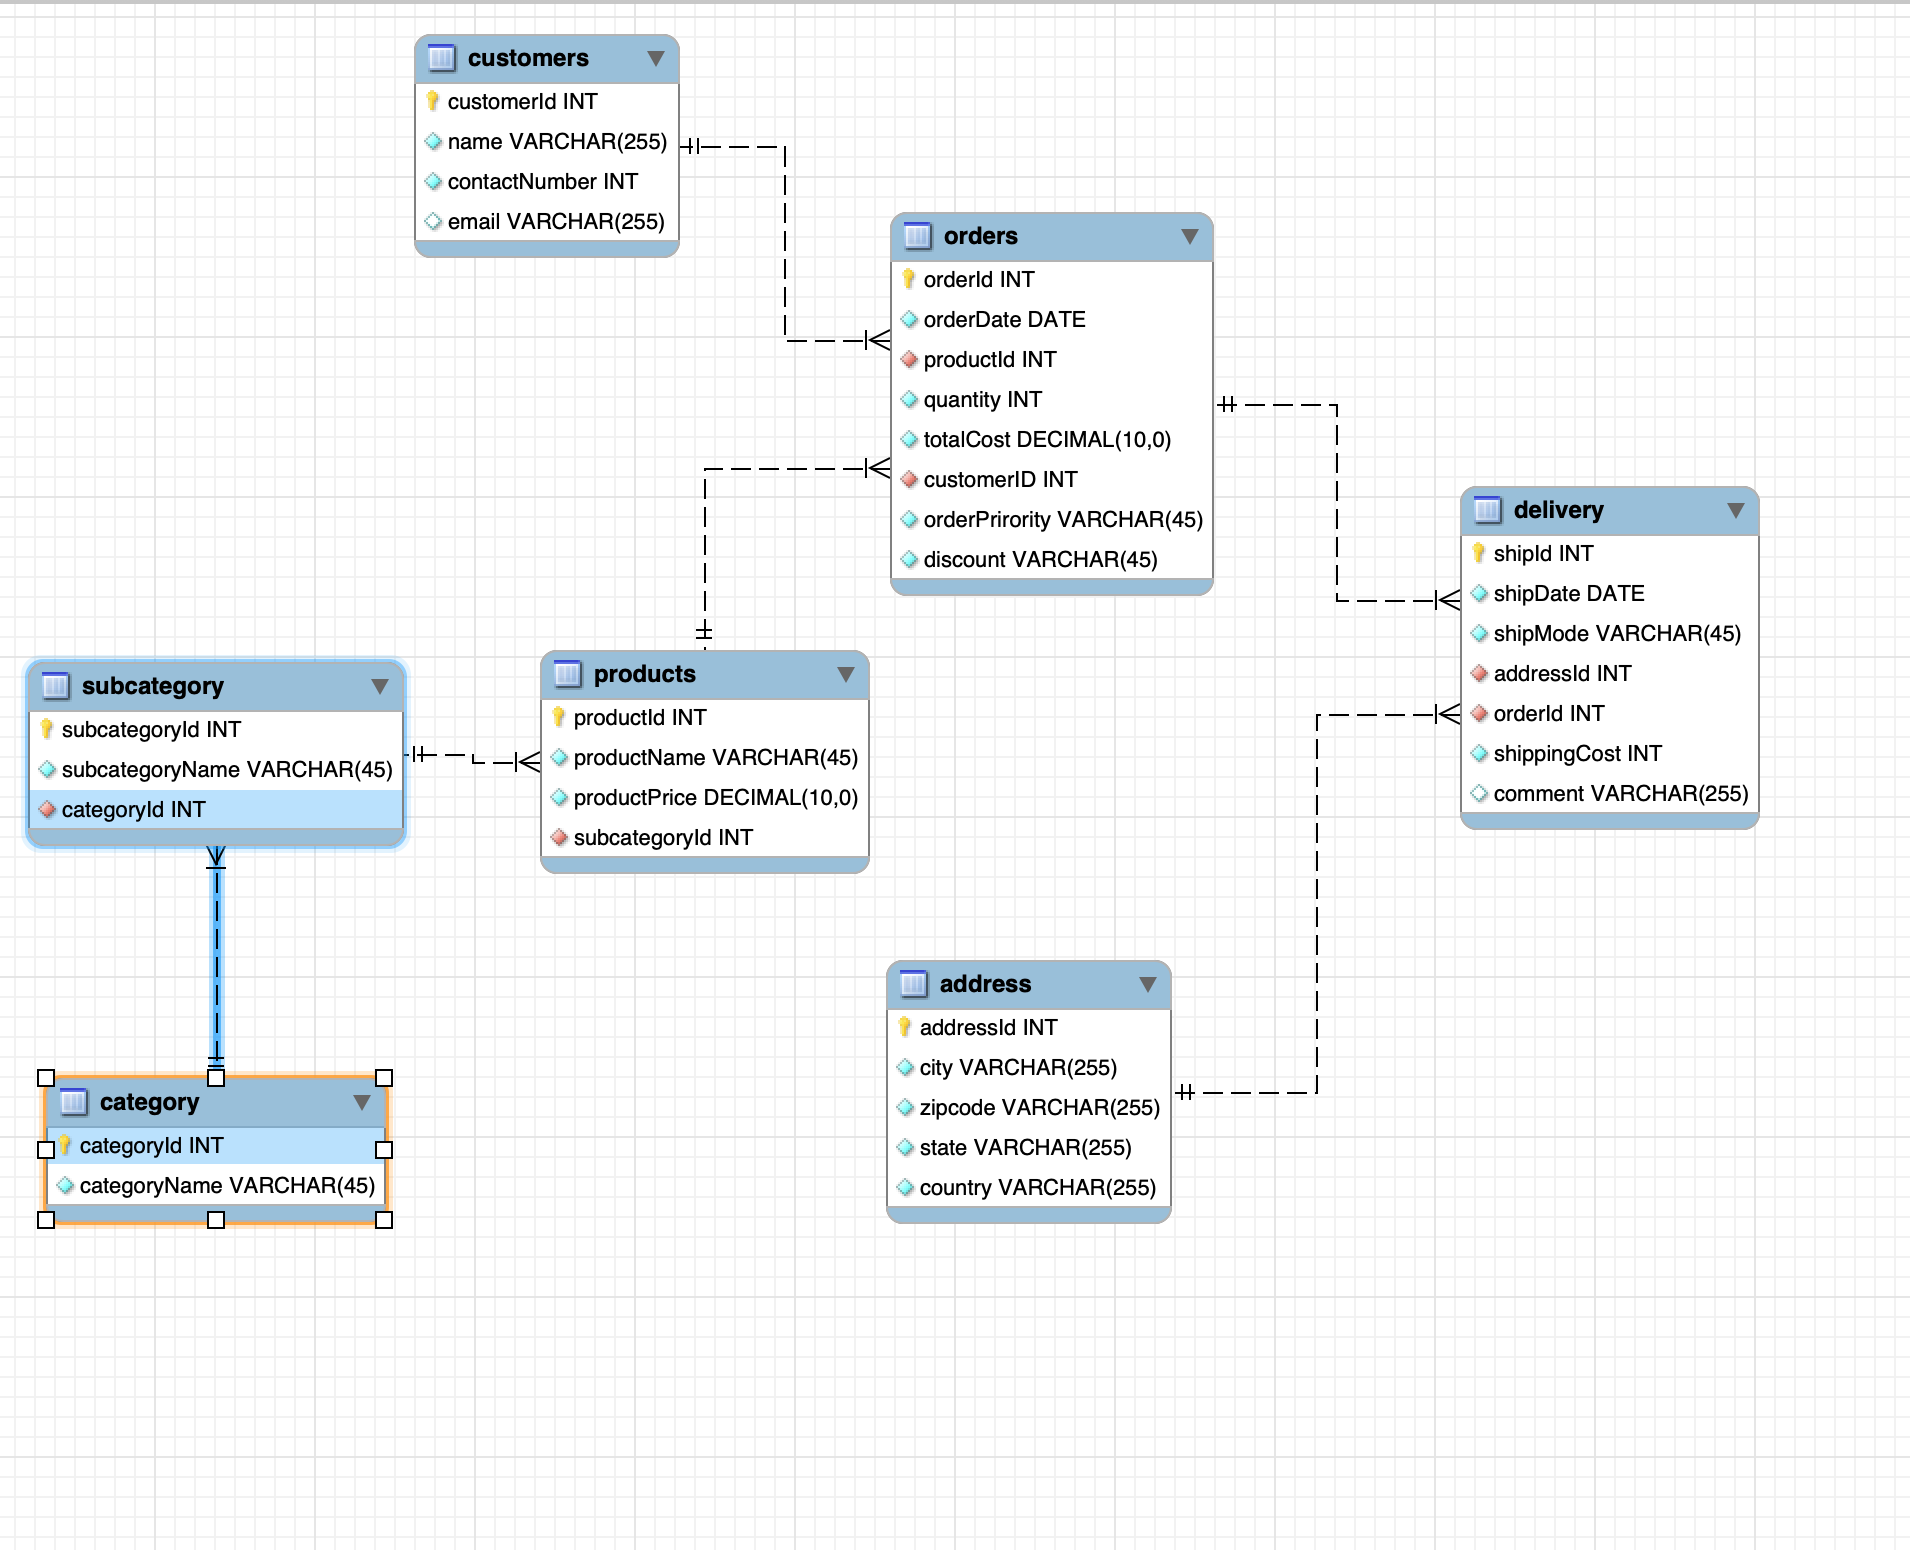 customers
customerId INT
name VARCHAR(255)
contactNumber INT
email VARCHAR(255)
orders
orderId INT
orderDate DATE
productId INT
quantity INT
totalCost DECIMAL(10,0)
customerID INT
orderPrirority VARCHAR(45)
discount VARCHAR(45)
delivery
shipId INT
shipDate DATE
shipMode VARCHAR(45)
addressId INT
orderId INT
shippingCost INT
comment VARCHAR(255)
subcategory
subcategoryId INT
subcategoryName VARCHAR(45)
categoryId INT
products
productId INT
productName VARCHAR(45)
productPrice DECIMAL(10,0)
subcategoryId INT
address
addressId INT
city VARCHAR(255)
zipcode VARCHAR(255)
state VARCHAR(255)
country VARCHAR(255)
category
categoryId INT
categoryName VARCHAR(45)